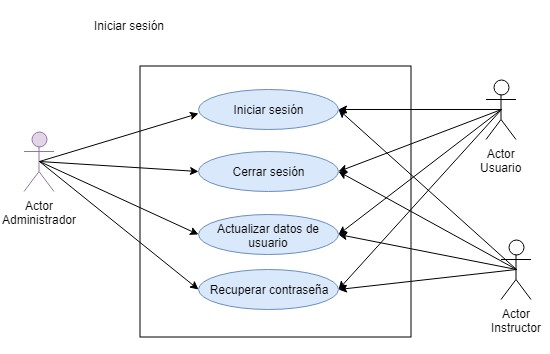 Iniciar sesión
Iniciar sesión
Cerrar sesión
Actualizar datos de
usuario
Recuperar contraseña
Actor
Administrador
Actor
Usuario
Actor
Instructor